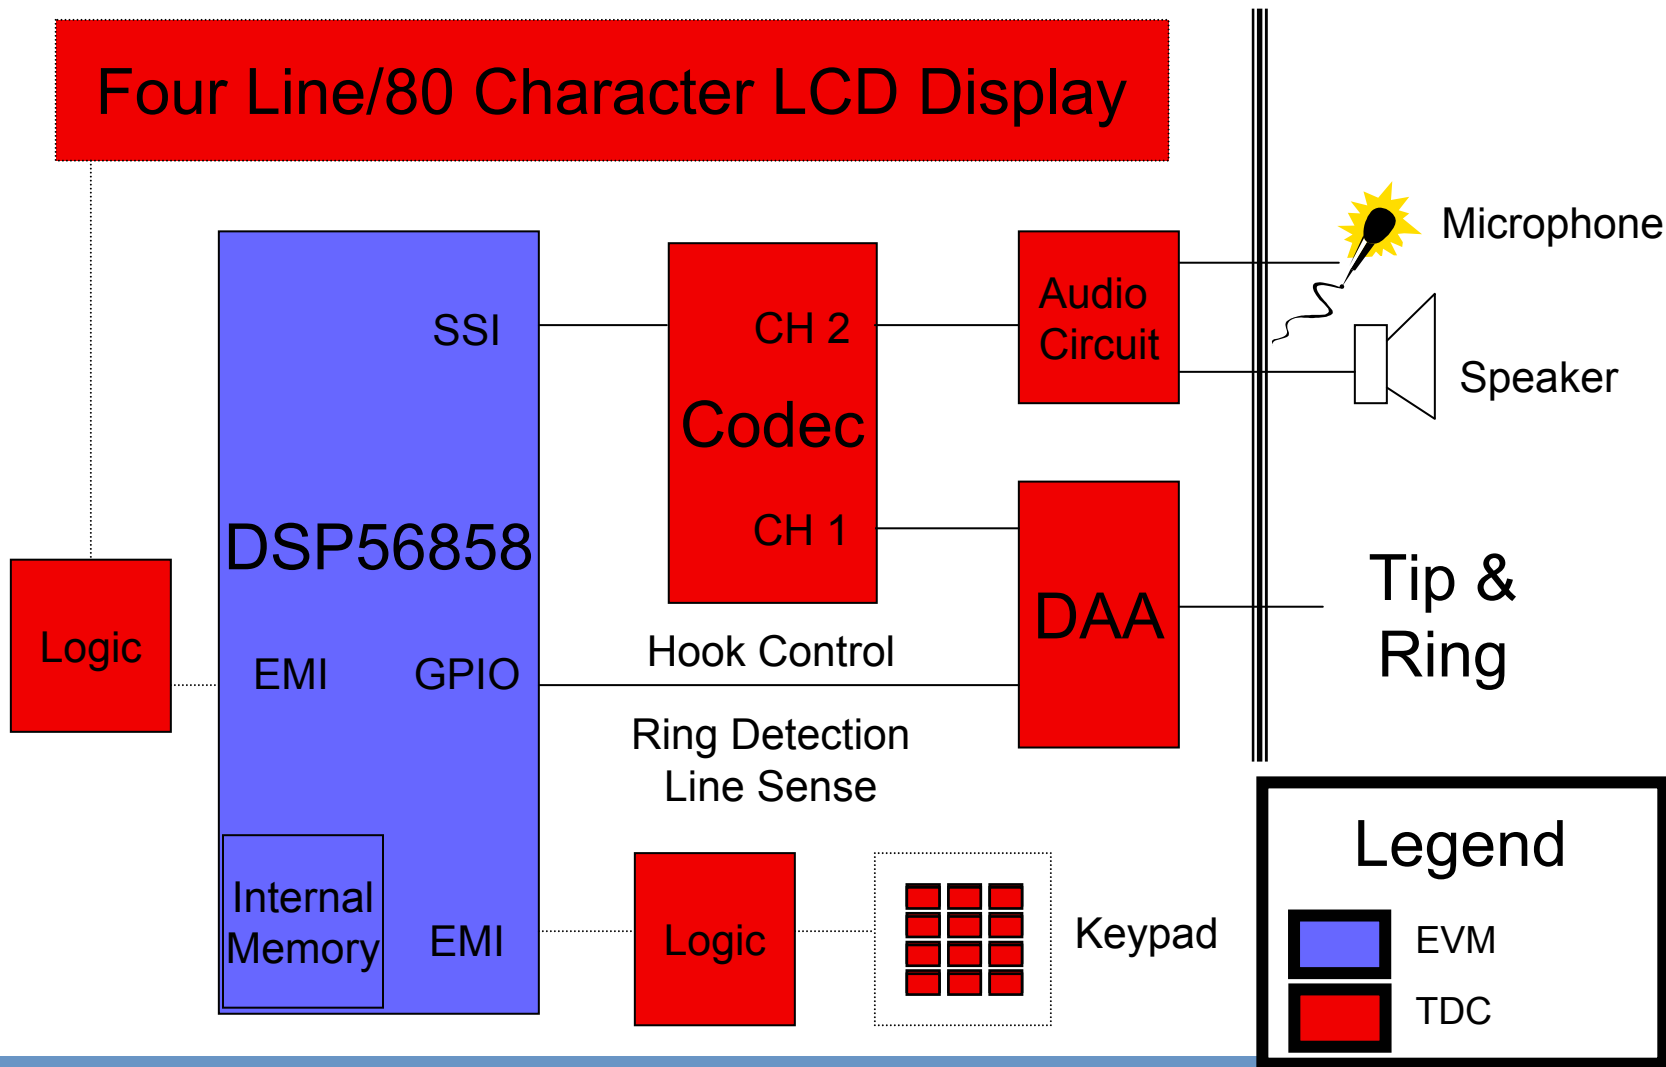 Four Line/80 Character LCD Display
Microphone
SSI
CH 2
Audio
Circuit
Speaker
Codec
DSP56858
CH 1
DAA
Tip &
Ring
Logic
EMI
GPIO
Hook Control
Ring Detection
Line Sense
Internal
Memory
EMI
Logic
Keypad
Legend
EVM
TDC